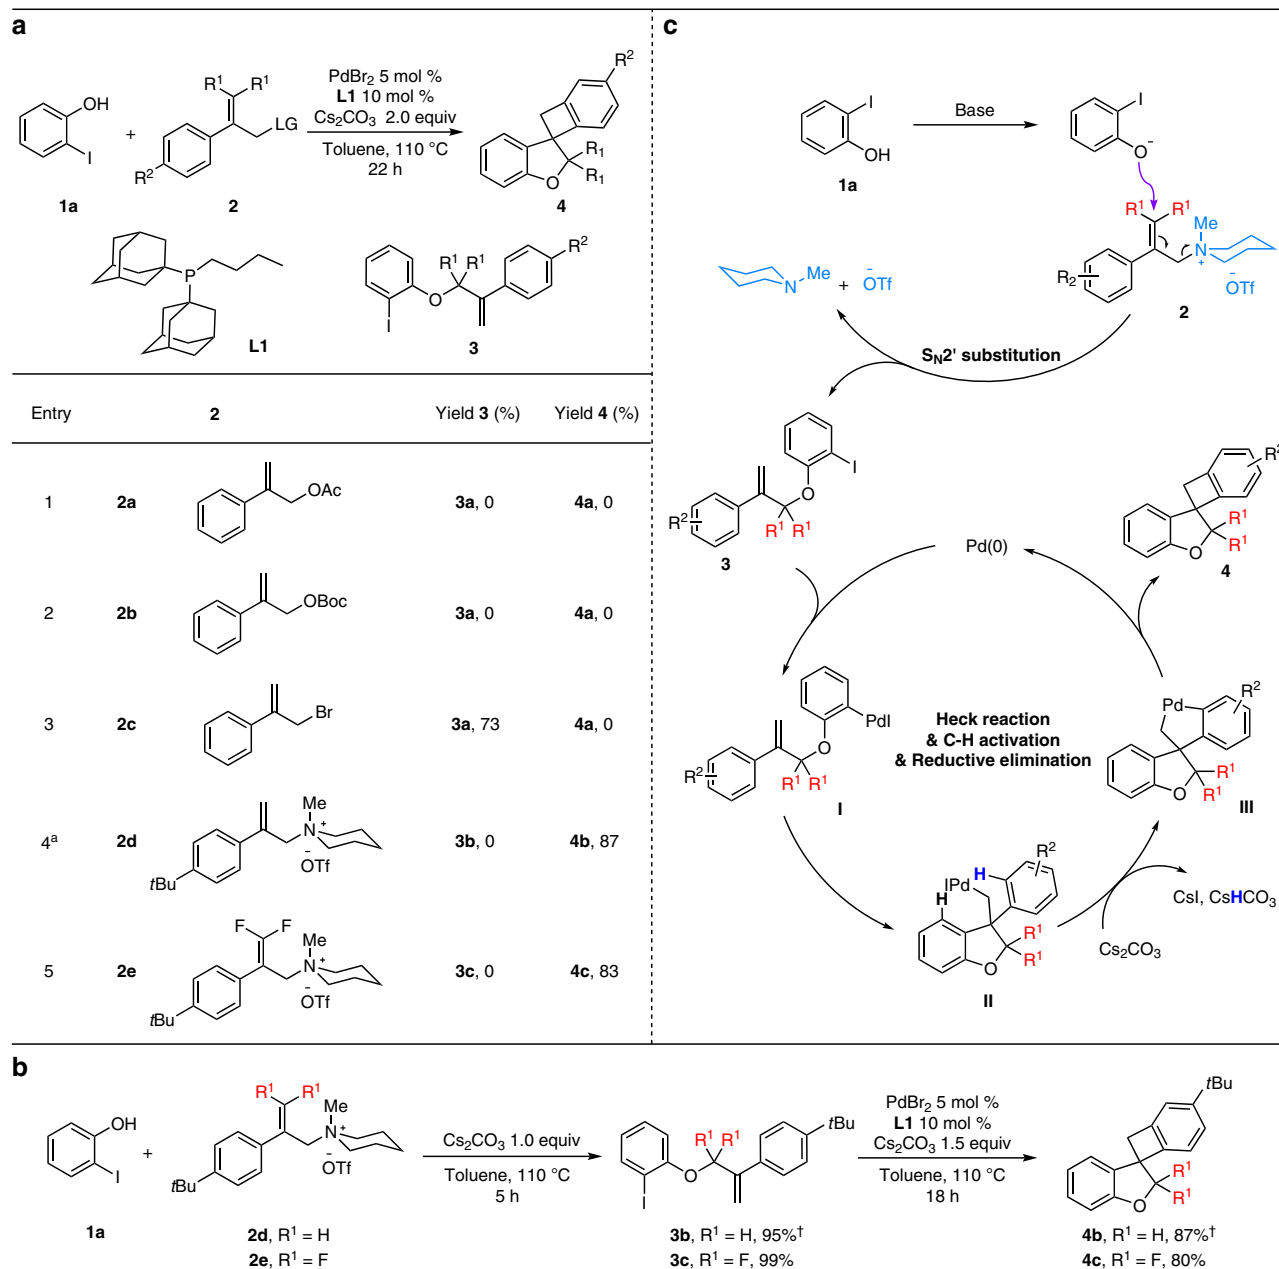 a
OH
I
1a
+
R¹ R¹
LG
R²
2
PdBr₂ 5 mol %
L1 10 mol %
Cs₂CO₃ 2.0 equiv
Toluene, 110 °C
22 h
R²
R₁
R₁
O
4
P
L1
I
O
R¹ R¹
R²
3
Entry 2 Yield 3 (%) Yield 4 (%)
1 2a OAc 3a, 0 4a, 0
2 2b OBoc 3a, 0 4a, 0
3 2c Br 3a, 73 4a, 0
4ᵃ 2d tBu Me N⁺ ⁻OTf 3b, 0 4b, 87
5 2e F F tBu Me N⁺ ⁻OTf 3c, 0 4c, 83
c
I
OH
1a
Base
I
O⁻
R¹ R¹
Me
N
+
R₂
⁻OTf
2
N Me + ⁻OTf
Sɴ2' substitution
I
O
R²
R¹ R¹
3
Pd(0)
R²
R¹
R¹
O
4
PdI
O
R²
R¹ R¹
I
Heck reaction
& C-H activation
& Reductive elimination
Pd
R²
R¹
R¹
O
III
R²
H
IPd
H
R¹
R¹
O
II
Cs₂CO₃
CsI, CsHCO₃
b
OH
I
1a
+
R¹ R¹
Me
N⁺
⁻OTf
tBu
2d, R¹ = H
2e, R¹ = F
Cs₂CO₃ 1.0 equiv
Toluene, 110 °C
5 h
I
O
R¹ R¹
tBu
3b, R¹ = H, 95%†
3c, R¹ = F, 99%
PdBr₂ 5 mol %
L1 10 mol %
Cs₂CO₃ 1.5 equiv
Toluene, 110 °C
18 h
tBu
R¹
R¹
O
4b, R¹ = H, 87%†
4c, R¹ = F, 80%